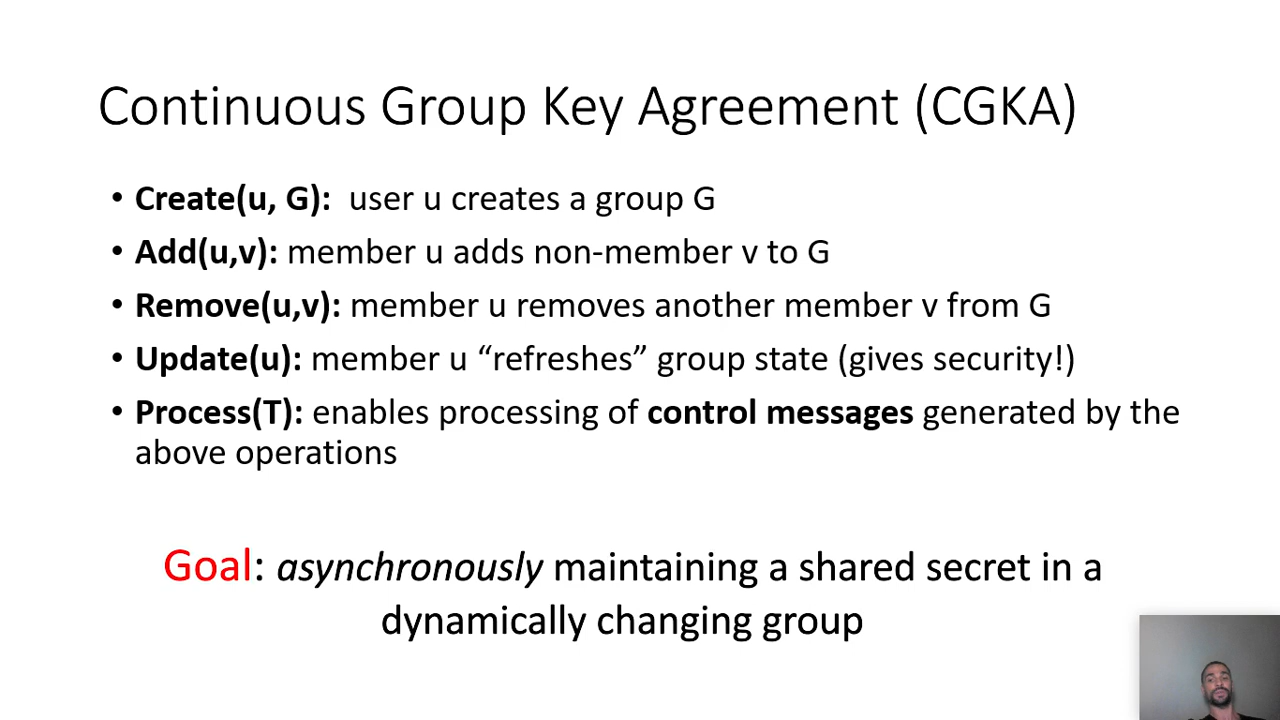 Continuous Group Key Agreement (CGKA)
• Create(u, G): user u creates a group G
• Add(u,v): member u adds non-member v to G
• Remove(u,v): member u removes another member v from G
• Update(u): member u “refreshes” group state (gives security!)
• Process(T): enables processing of control messages generated by the
above operations
Goal: asynchronously maintaining a shared secret in a
dynamically changing group